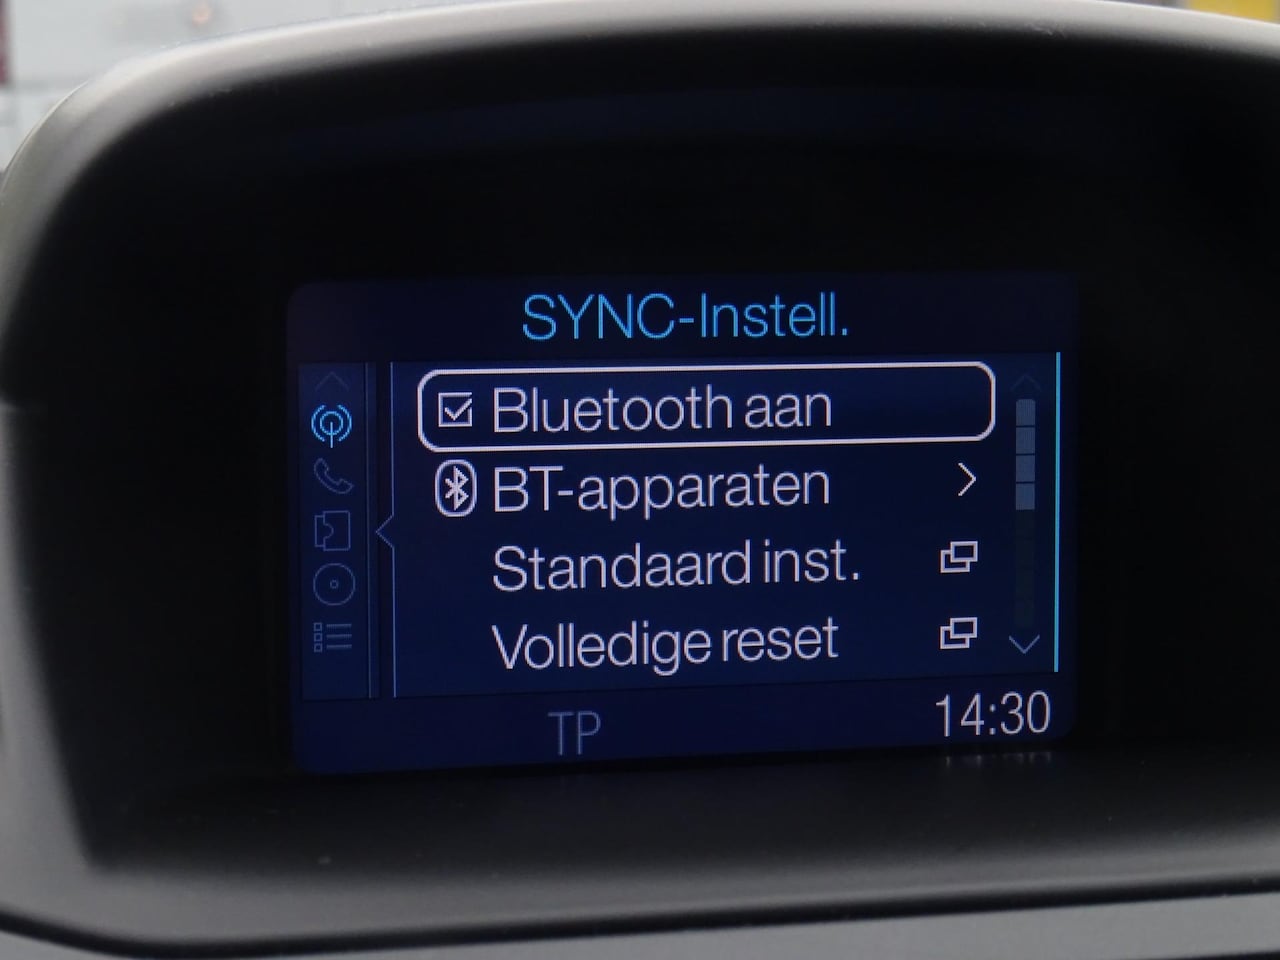 SYNC-Instell.
Bluetooth aan
BT-apparaten
Standaard inst.
Volledige reset
TP
14:30